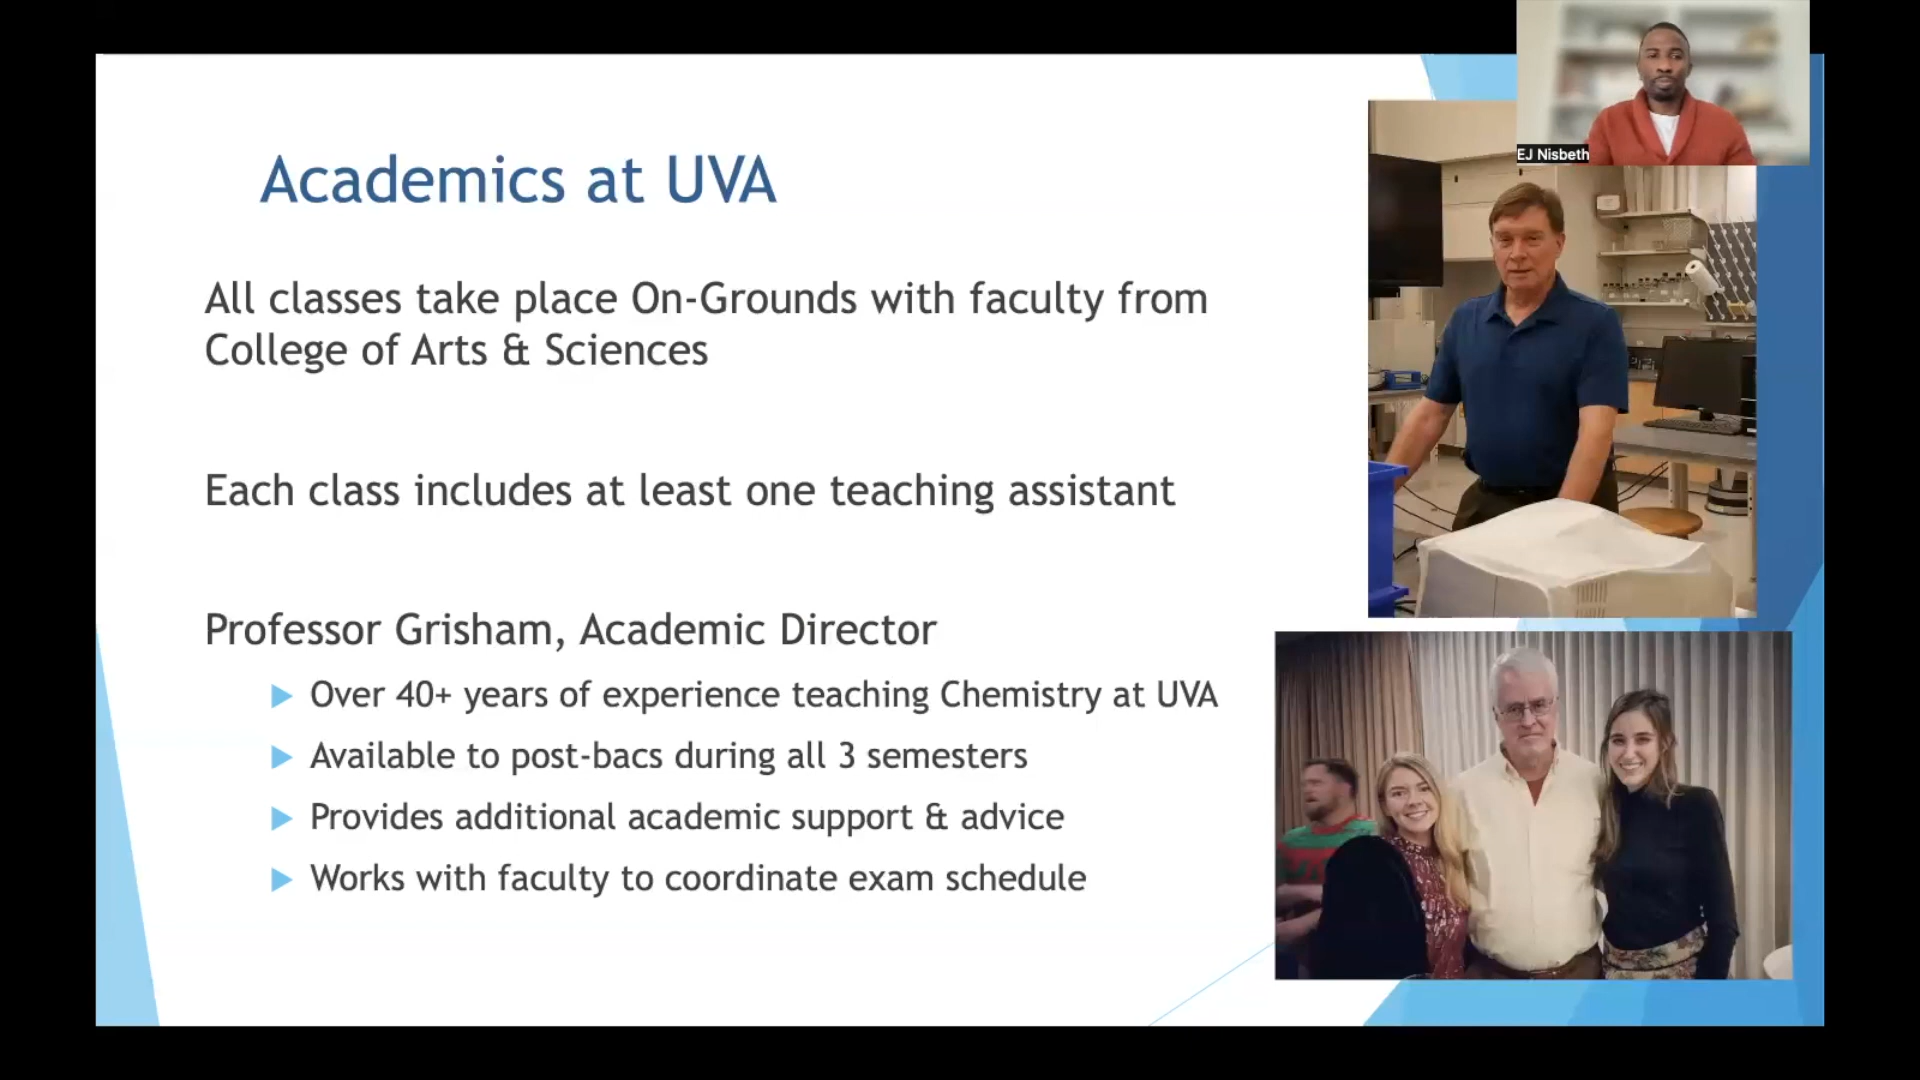 EJ Nisbeth
Academics at UVA
All classes take place On-Grounds with faculty from
College of Arts & Sciences
Each class includes at least one teaching assistant
Professor Grisham, Academic Director
Over 40+ years of experience teaching Chemistry at UVA
Available to post-bacs during all 3 semesters
Provides additional academic support & advice
Works with faculty to coordinate exam schedule